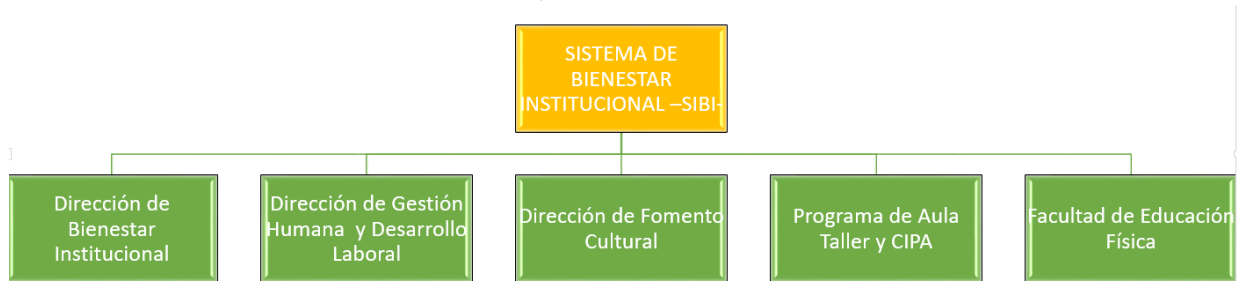 SISTEMA DE
BIENESTAR
INSTITUCIONAL –SIBI-
Dirección de
Bienestar
Institucional
Dirección de Gestión
Humana y Desarrollo
Laboral
Dirección de Fomento
Cultural
Programa de Aula
Taller y CIPA
Facultad de Educación
Física